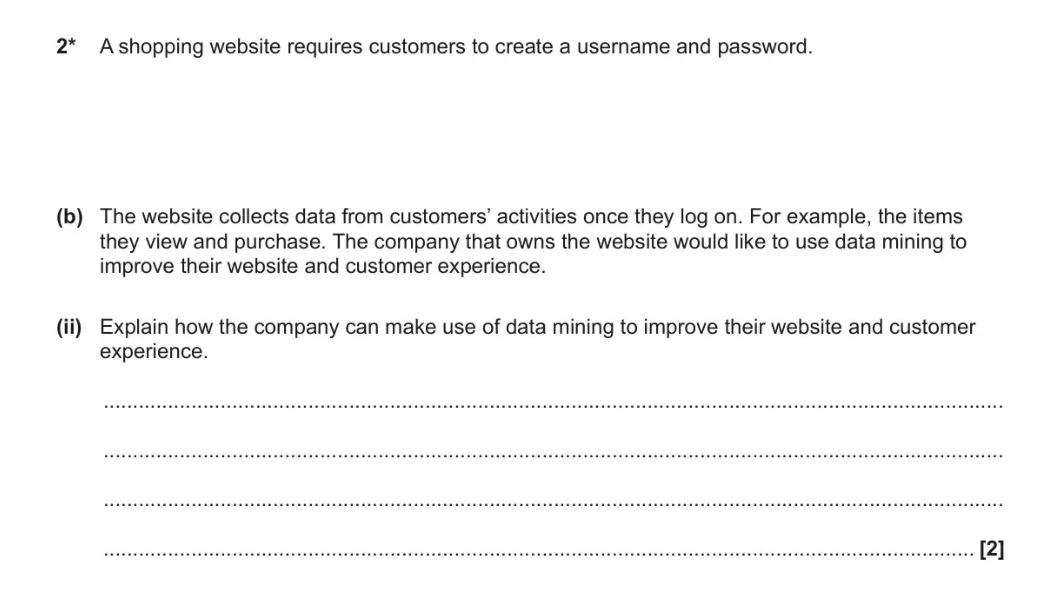 2* A shopping website requires customers to create a username and password.
(b) The website collects data from customers’ activities once they log on. For example, the items
they view and purchase. The company that owns the website would like to use data mining to
improve their website and customer experience.
(ii) Explain how the company can make use of data mining to improve their website and customer
experience.
[2]